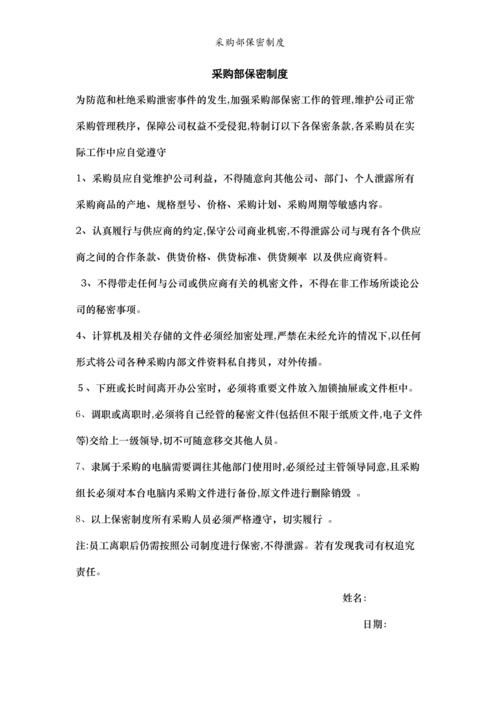 采购部保密制度
采购部保密制度
为防范和杜绝采购泄密事件的发生,加强采购部保密工作的管理,维护公司正常
采购管理秩序，保障公司权益不受侵犯,特制订以下各保密条款,各采购员在实
际工作中应自觉遵守
1、采购员应自觉维护公司利益，不得随意向其他公司、部门、个人泄露所有
采购商品的产地、规格型号、价格、采购计划、采购周期等敏感内容。
2、认真履行与供应商的约定,保守公司商业机密,不得泄露公司与现有各个供应
商之间的合作条款、供货价格、供货标准、供货频率 以及供应商资料。
3、不得带走任何与公司或供应商有关的机密文件，不得在非工作场所谈论公
司的秘密事项。
4、计算机及相关存储的文件必须经加密处理,严禁在未经允许的情况下,以任何
形式将公司各种采购内部文件资料私自拷贝，对外传播。
5、下班或长时间离开办公室时，必须将重要文件放入加锁抽屉或文件柜中。
6、调职或离职时,必须将自己经管的秘密文件(包括但不限于纸质文件,电子文件
等)交给上一级领导,切不可随意移交其他人员。
7、隶属于采购的电脑需要调往其他部门使用时,必须经过主管领导同意,且采购
组长必须对本台电脑内采购文件进行备份,原文件进行删除销毁 。
8、以上保密制度所有采购人员必须严格遵守，切实履行 。
注:员工离职后仍需按照公司制度进行保密,不得泄露。若有发现我司有权追究
责任。
姓名:
日期: